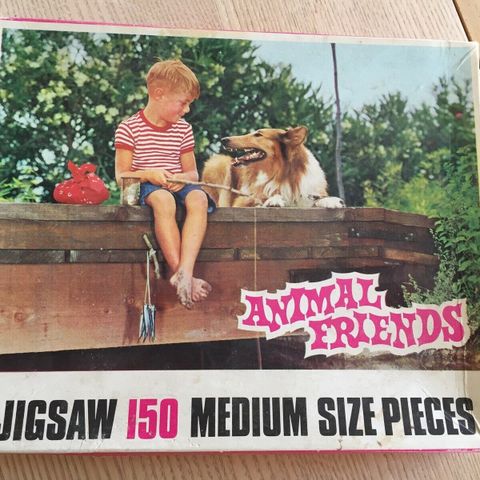 ANIMAL
FRIENDS
JIGSAW 150 MEDIUM SIZE PIECES